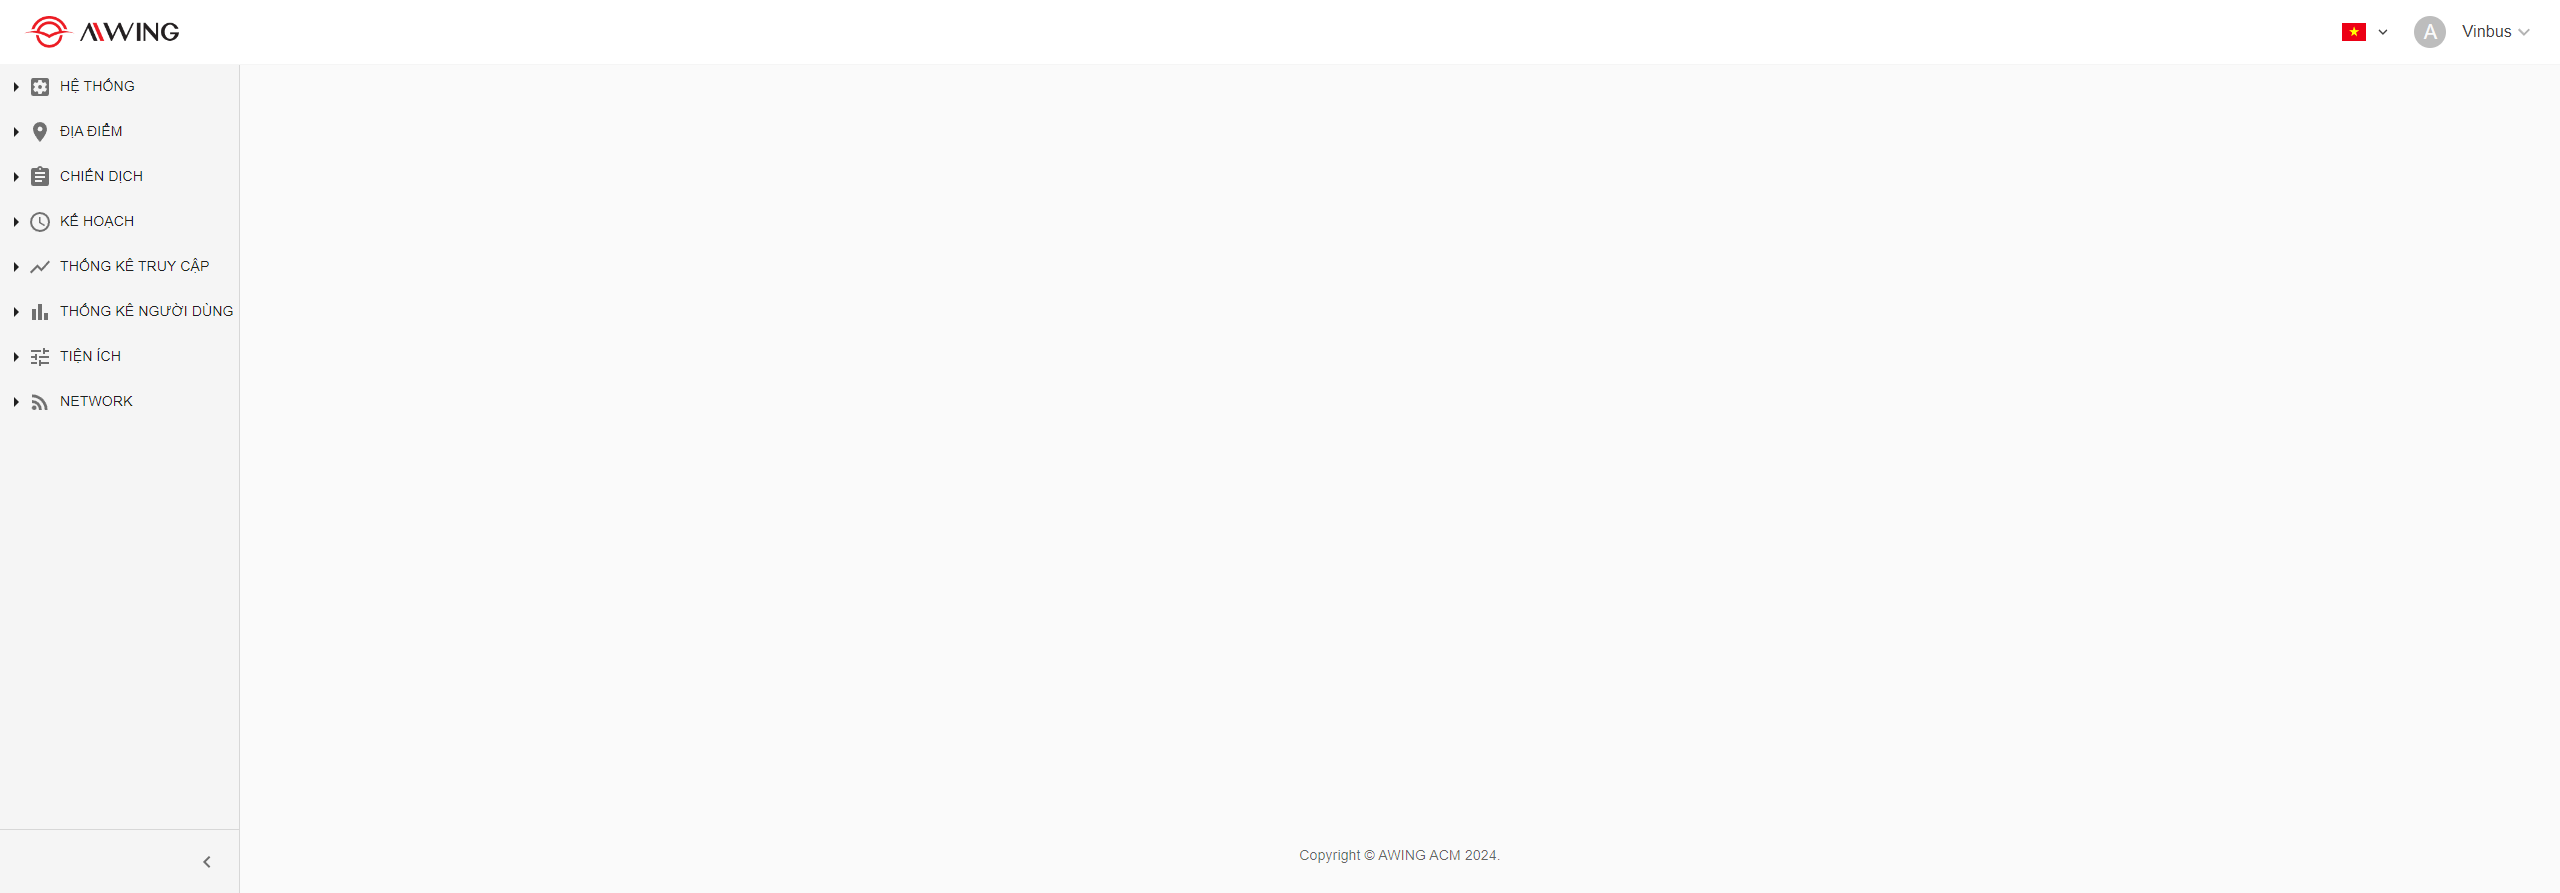 AWING
A
Vinbus
HỆ THỐNG
ĐỊA ĐIỂM
CHIẾN DỊCH
KẾ HOẠCH
THỐNG KÊ TRUY CẬP
THỐNG KÊ NGƯỜI DÙNG
TIỆN ÍCH
NETWORK
Copyright © AWING ACM 2024.